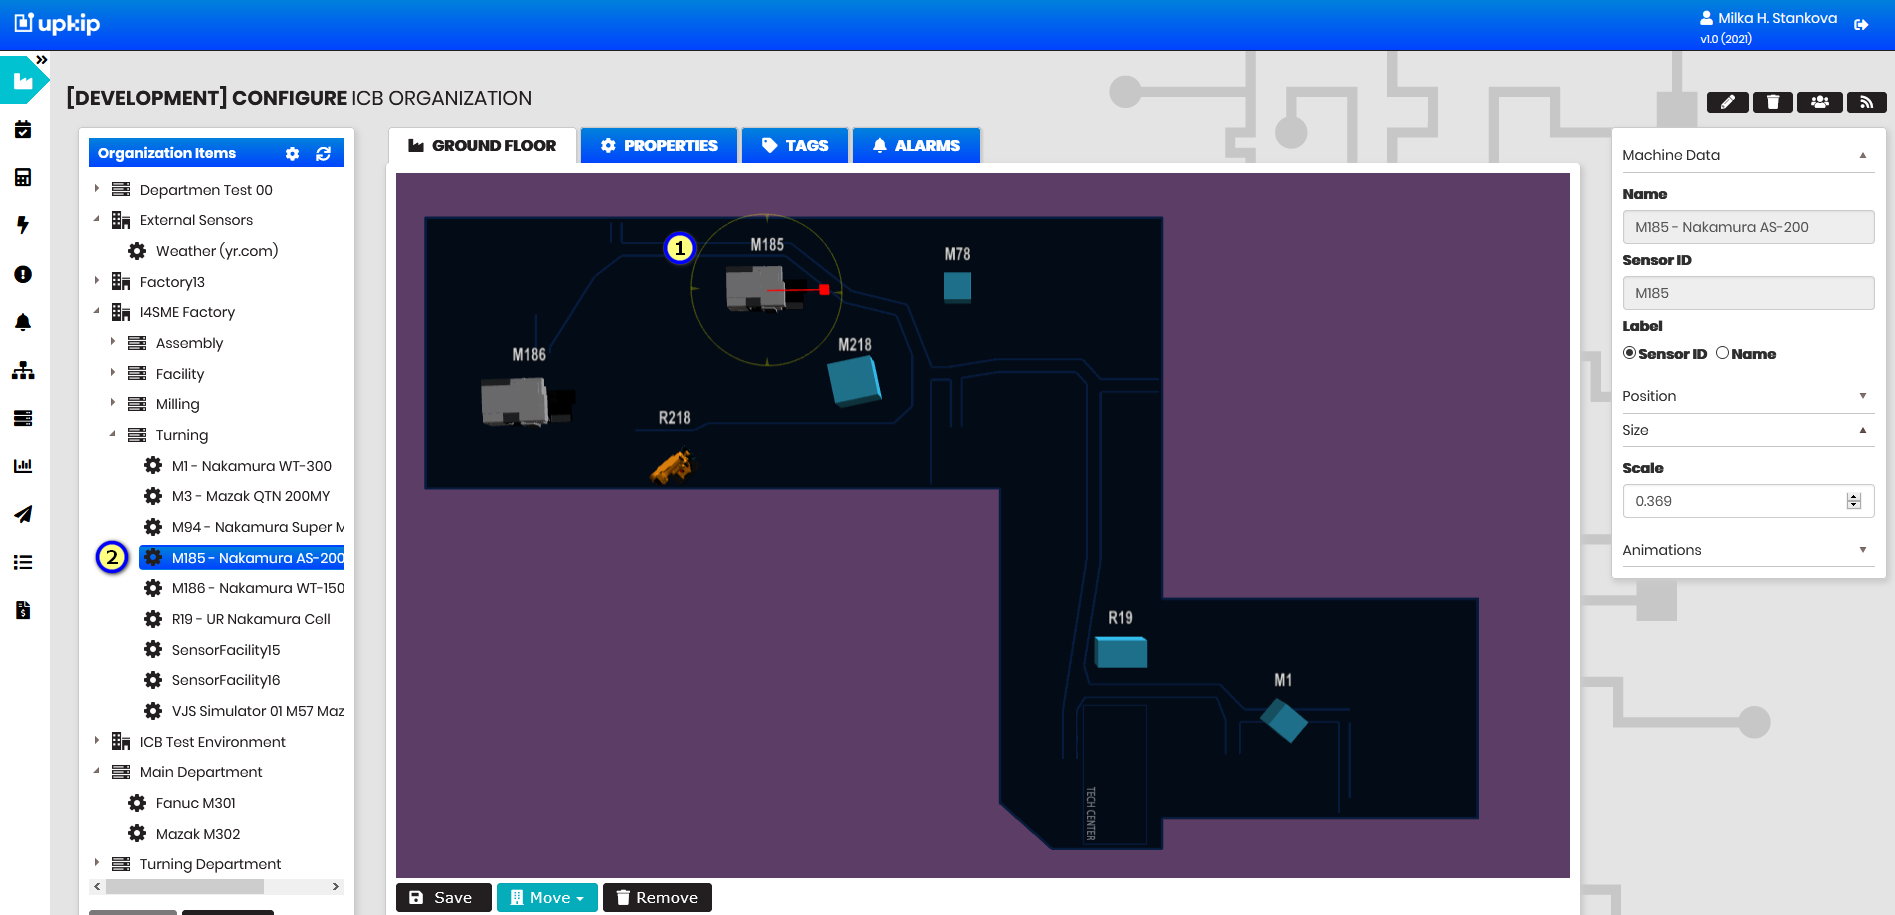 upkip
Milka H. Stankova
v1.0 (2021)
[DEVELOPMENT] CONFIGURE ICB ORGANIZATION
Organization Items
Departmen Test 00
External Sensors
Weather (yr.com)
Factory13
I4SME Factory
Assembly
Facility
Milling
Turning
M1 - Nakamura WT-300
M3 - Mazak QTN 200MY
M94 - Nakamura Super M
2
M185 - Nakamura AS-200
M186 - Nakamura WT-150
R19 - UR Nakamura Cell
SensorFacility15
SensorFacility16
VJS Simulator 01 M57 Maz
ICB Test Environment
Main Department
Fanuc M301
Mazak M302
Turning Department
GROUND FLOOR
PROPERTIES
TAGS
ALARMS
1
M185
M78
M186
M218
R218
R19
M1
TECH CENTER
Save
Move
Remove
Machine Data
Name
M185 - Nakamura AS-200
Sensor ID
M185
Label
Sensor ID Name
Position
Size
Scale
0.369
Animations